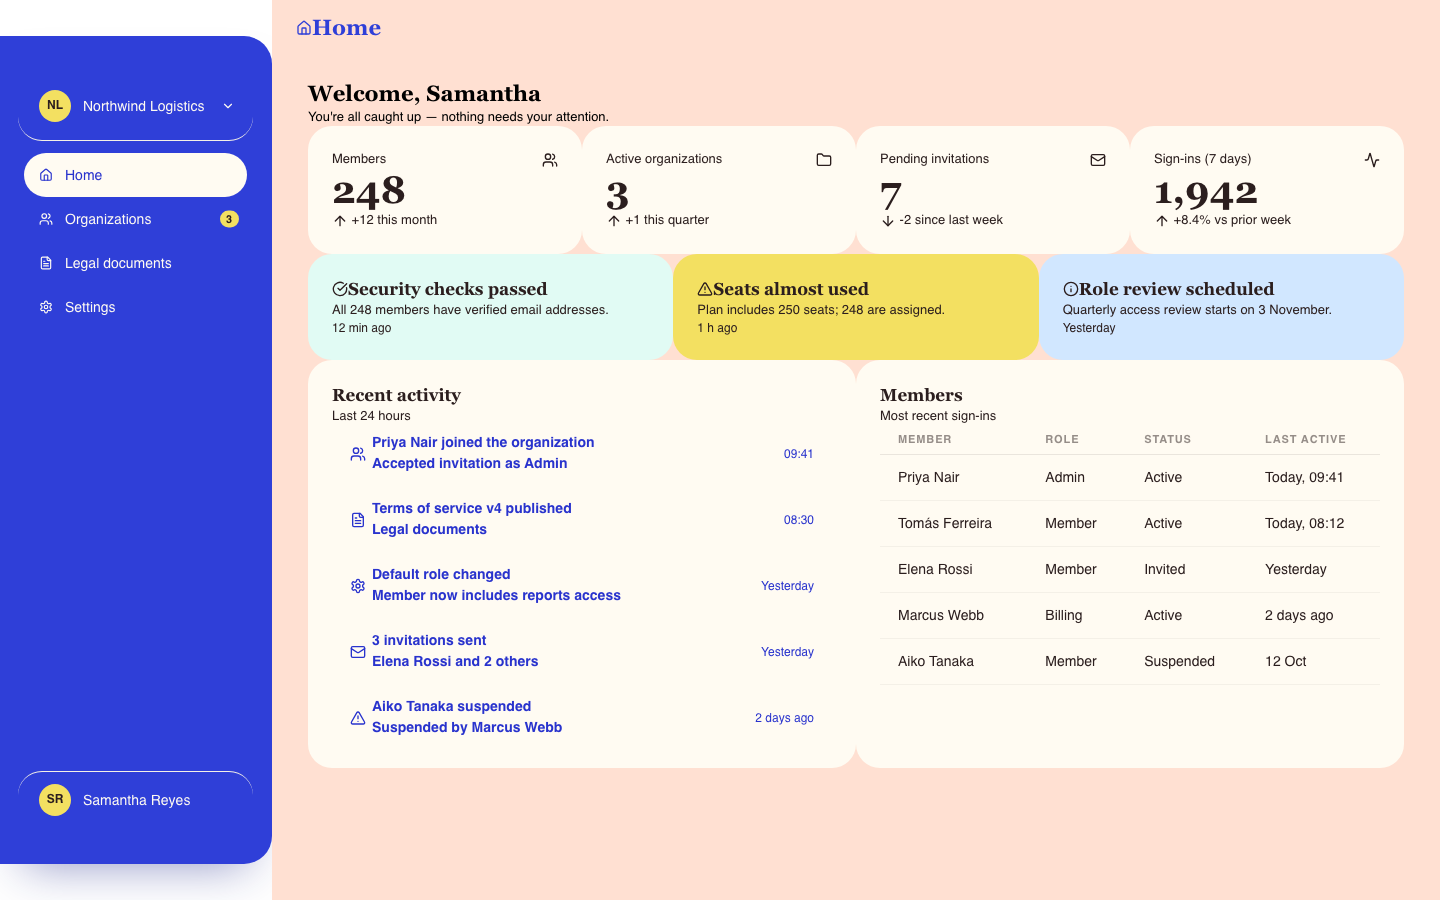 NL
Northwind Logistics
Home
Organizations
3
Legal documents
Settings
SR
Samantha Reyes
Home
Welcome, Samantha
You're all caught up — nothing needs your attention.
Members
248
+12 this month
Active organizations
3
+1 this quarter
Pending invitations
7
-2 since last week
Sign-ins (7 days)
1,942
+8.4% vs prior week
Security checks passed
All 248 members have verified email addresses.
12 min ago
Seats almost used
Plan includes 250 seats; 248 are assigned.
1 h ago
Role review scheduled
Quarterly access review starts on 3 November.
Yesterday
Recent activity
Last 24 hours
Priya Nair joined the organization
Accepted invitation as Admin
09:41
Terms of service v4 published
Legal documents
08:30
Default role changed
Member now includes reports access
Yesterday
3 invitations sent
Elena Rossi and 2 others
Yesterday
Aiko Tanaka suspended
Suspended by Marcus Webb
2 days ago
Members
Most recent sign-ins
MEMBER ROLE STATUS LAST ACTIVE
Priya Nair Admin Active Today, 09:41
Tomás Ferreira Member Active Today, 08:12
Elena Rossi Member Invited Yesterday
Marcus Webb Billing Active 2 days ago
Aiko Tanaka Member Suspended 12 Oct